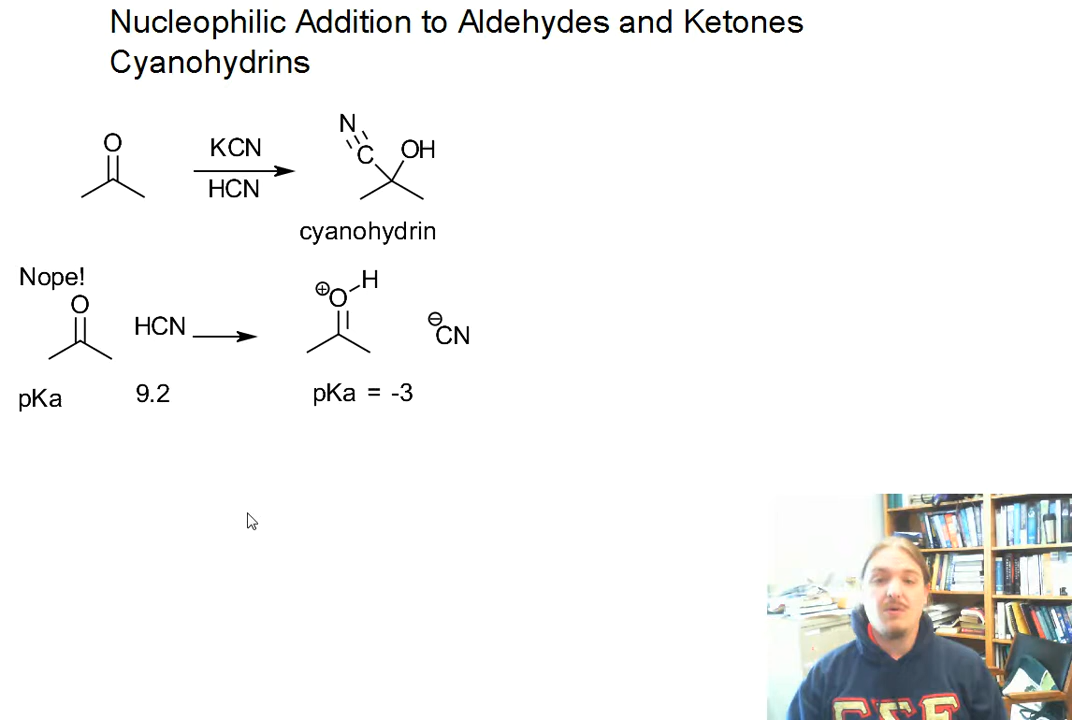 Nucleophilic Addition to Aldehydes and Ketones
Cyanohydrins
O
KCN
HCN
N
C OH
cyanohydrin
Nope!
O
HCN
⊕O H
⊖CN
pKa 9.2 pKa = -3